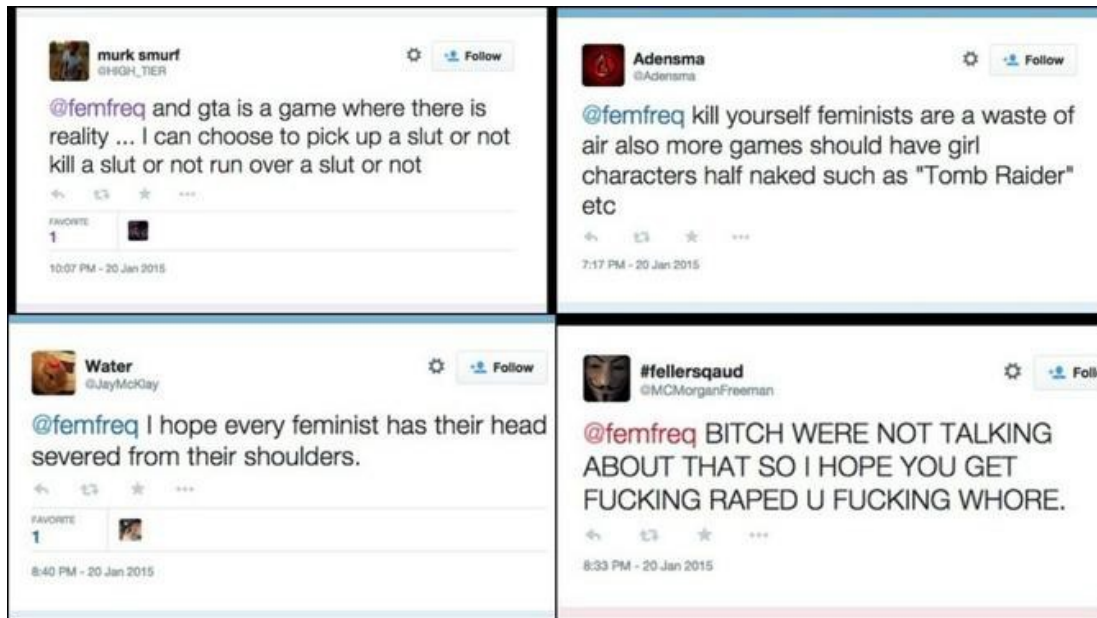 murk smurf
@HIGH_TIER
Follow
@femfreq and gta is a game where there is
reality ... I can choose to pick up a slut or not
kill a slut or not run over a slut or not
FAVORITE
1
10:07 PM - 20 Jan 2015
Adensma
@Adensma
Follow
@femfreq kill yourself feminists are a waste of
air also more games should have girl
characters half naked such as "Tomb Raider"
etc
7:17 PM - 20 Jan 2015
Water
@JayMcKlay
Follow
@femfreq I hope every feminist has their head
severed from their shoulders.
FAVORITE
1
8:40 PM - 20 Jan 2015
#fellersqaud
@MCMorganFreeman
Foll
@femfreq BITCH WERE NOT TALKING
ABOUT THAT SO I HOPE YOU GET
FUCKING RAPED U FUCKING WHORE.
8:33 PM - 20 Jan 2015